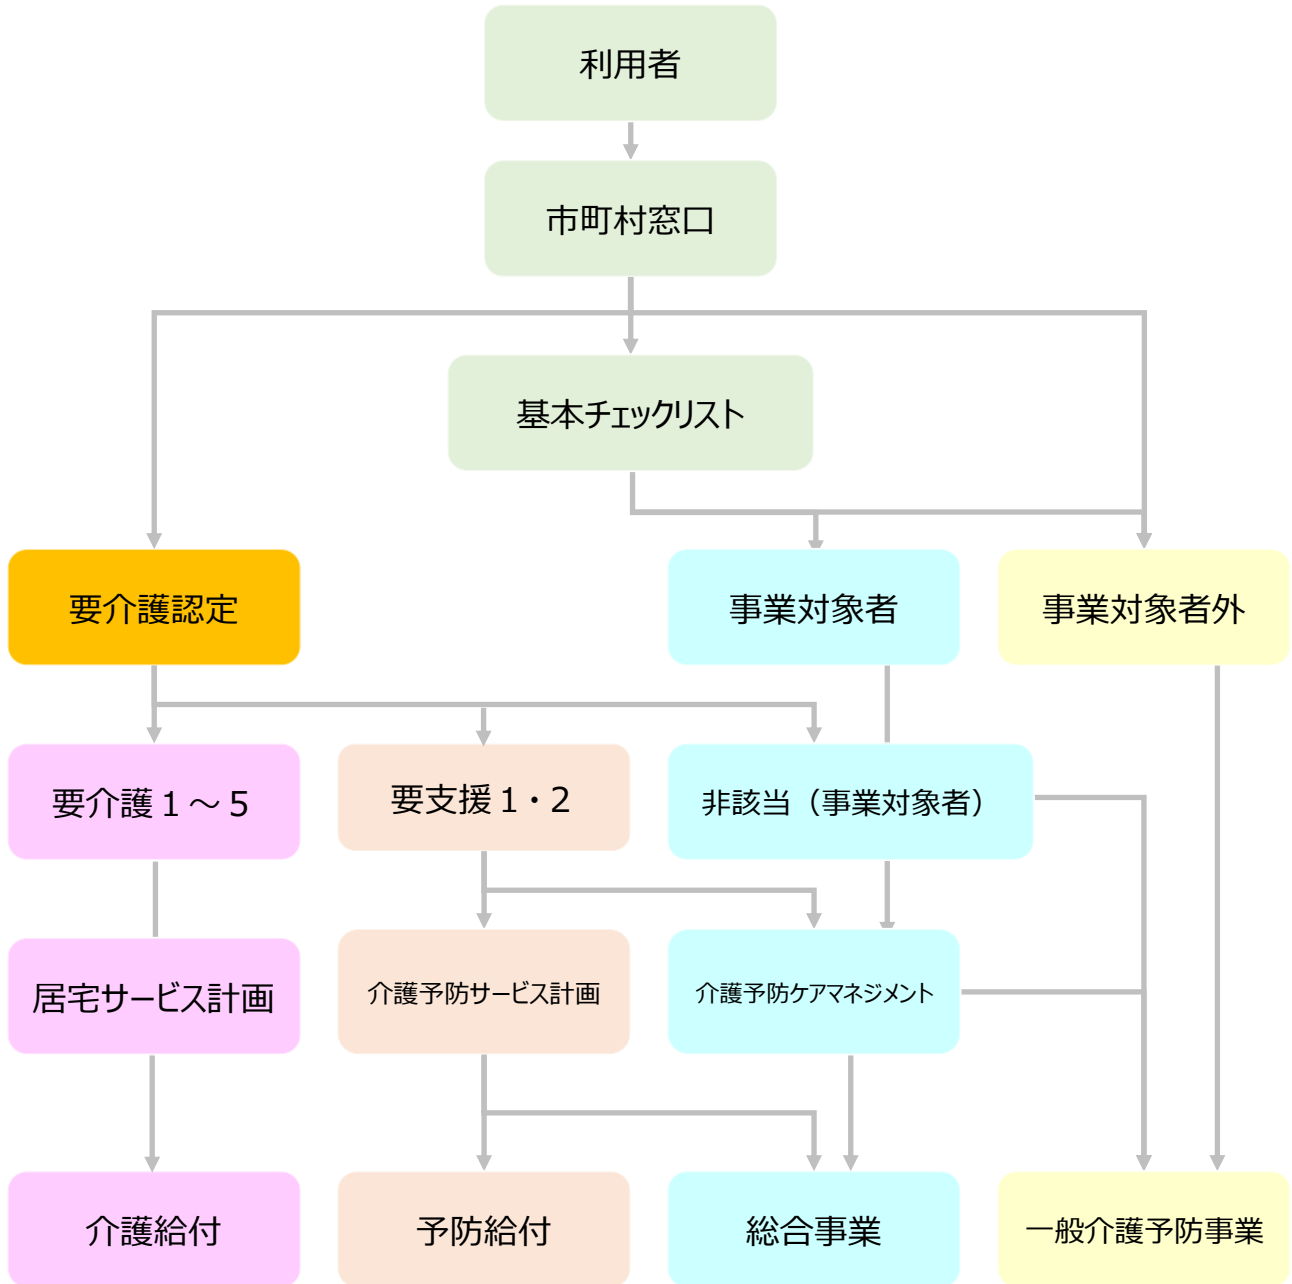 利用者
市町村窓口
基本チェックリスト
要介護認定
事業対象者
事業対象者外
要介護１～５
要支援１・２
非該当（事業対象者）
居宅サービス計画
介護予防サービス計画
介護予防ケアマネジメント
介護給付
予防給付
総合事業
一般介護予防事業